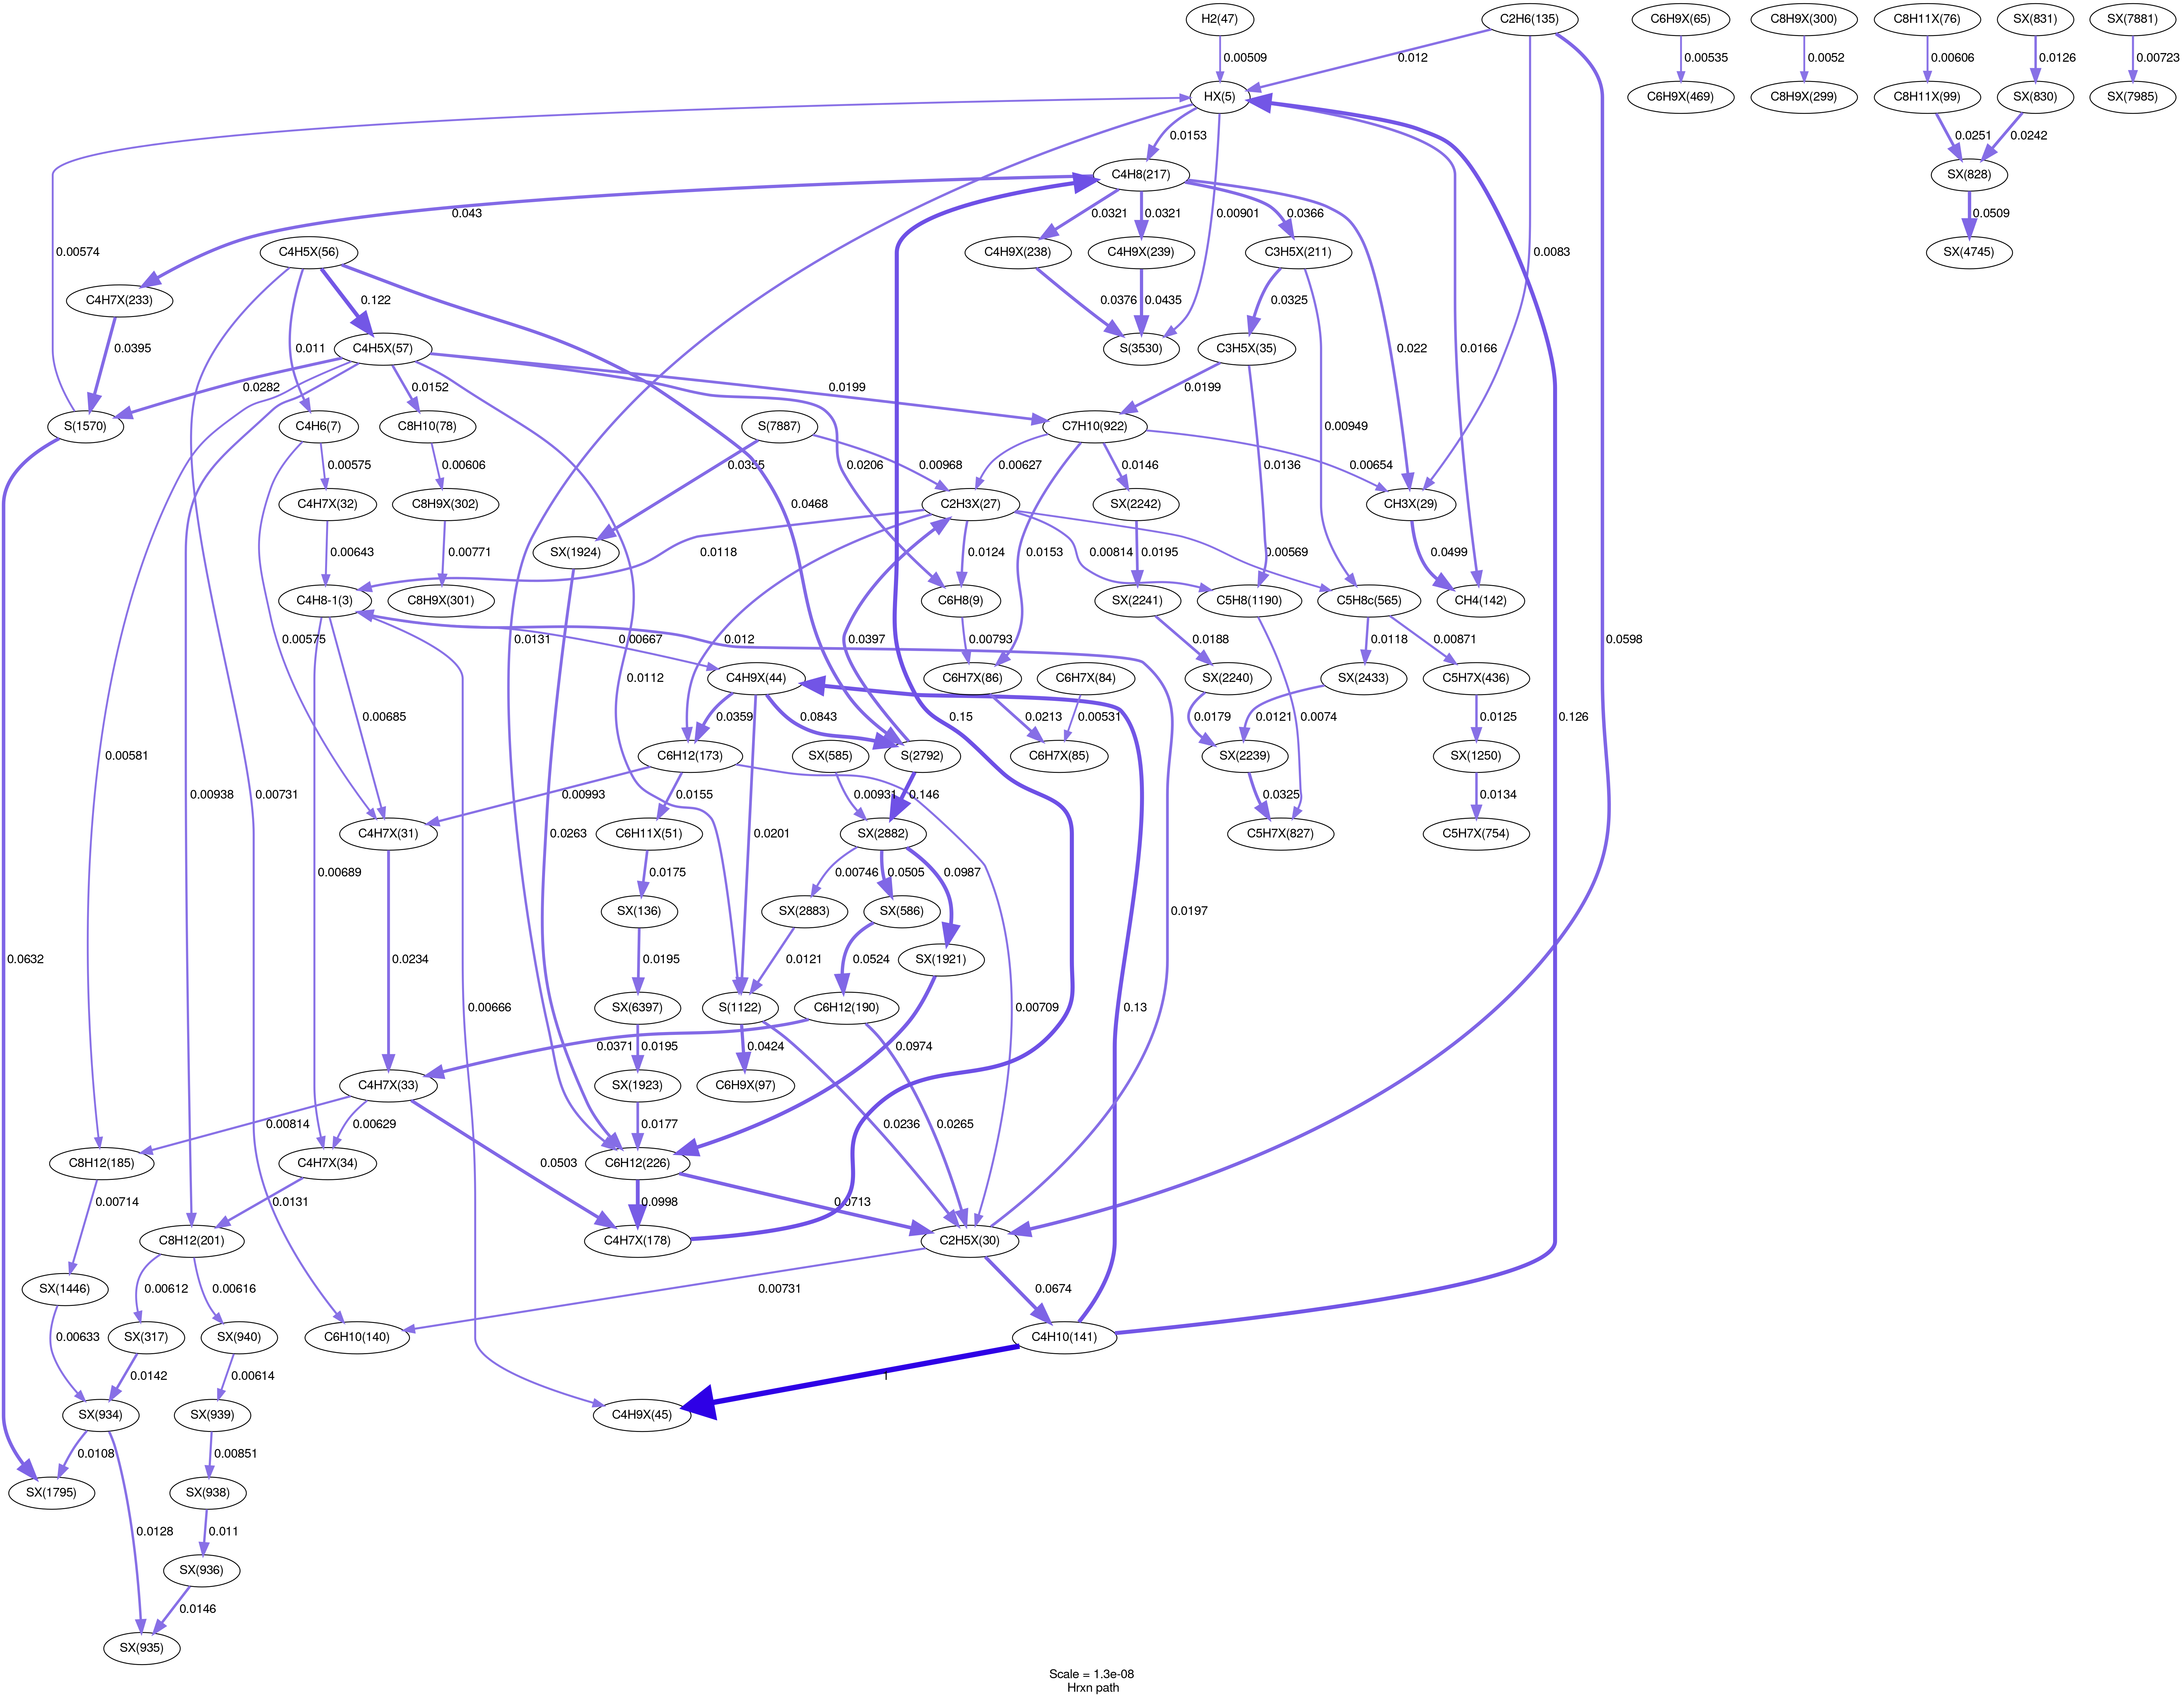 H2(47)
C2H6(135)
C6H9X(65)
C8H9X(300)
C8H11X(76)
SX(831)
SX(7881)
0.00509
0.012
0.00535
0.0052
0.00606
0.0126
0.00723
HX(5)
C6H9X(469)
C8H9X(299)
C8H11X(99)
SX(830)
SX(7985)
0.0153
0.0251
0.0242
C4H8(217)
SX(828)
0.043
0.0321
0.0321
0.00901
0.0366
0.0509
0.00574
C4H5X(56)
C4H9X(238)
C4H9X(239)
C3H5X(211)
0.0083
SX(4745)
C4H7X(233)
0.122
0.0376
0.0435
0.0325
0.0395
0.011
C4H5X(57)
S(3530)
C3H5X(35)
0.022
0.0166
0.0282
0.0152
0.0199
0.0199
S(1570)
C4H6(7)
C8H10(78)
S(7887)
C7H10(922)
0.00949
0.00575
0.00606
0.0355
0.0206
0.00968
0.00627
0.0146
0.0136
0.00654
C4H7X(32)
C8H9X(302)
0.0468
C2H3X(27)
SX(2242)
CH3X(29)
0.00643
0.00771
SX(1924)
0.0118
0.0124
0.0153
0.00814
0.0195
0.00569
0.0499
C4H8-1(3)
C8H9X(301)
C6H8(9)
SX(2241)
C5H8(1190)
C5H8c(565)
CH4(142)
0.00575
0.0131
0.00667
0.012
0.0397
0.00793
0.0188
0.0118
0.00871
0.0598
0.0112
C4H9X(44)
C6H7X(86)
C6H7X(84)
SX(2240)
SX(2433)
C5H7X(436)
0.00685
0.0359
0.0843
0.15
0.0213
0.00531
0.0179
0.0121
0.0074
0.0125
0.126
0.00581
0.00938
0.00731
C6H12(173)
SX(585)
S(2792)
C6H7X(85)
SX(2239)
SX(1250)
0.00993
0.0155
0.00931
0.146
0.0325
0.0134
C4H7X(31)
C6H11X(51)
SX(2882)
C5H7X(827)
C5H7X(754)
0.00689
0.0263
0.0175
0.0201
0.00746
0.0505
0.0987
SX(136)
SX(2883)
SX(586)
0.0197
0.0632
0.0234
0.0195
0.0121
0.0524
SX(1921)
0.00666
SX(6397)
S(1122)
C6H12(190)
0.00709
0.13
0.0371
0.0195
0.0424
0.0974
C4H7X(33)
SX(1923)
C6H9X(97)
0.00814
0.00629
0.0177
0.0236
0.0265
C8H12(185)
C4H7X(34)
0.0503
C6H12(226)
0.00714
0.0131
0.0998
0.0713
C8H12(201)
C4H7X(178)
C2H5X(30)
0.00612
0.00616
0.00731
0.0674
SX(1446)
0.00633
SX(317)
SX(940)
C6H10(140)
C4H10(141)
0.0142
0.00614
1
SX(934)
SX(939)
C4H9X(45)
0.0108
0.00851
SX(1795)
SX(938)
0.0128
0.011
SX(936)
0.0146
SX(935)
Scale = 1.3e-08
Hrxn path